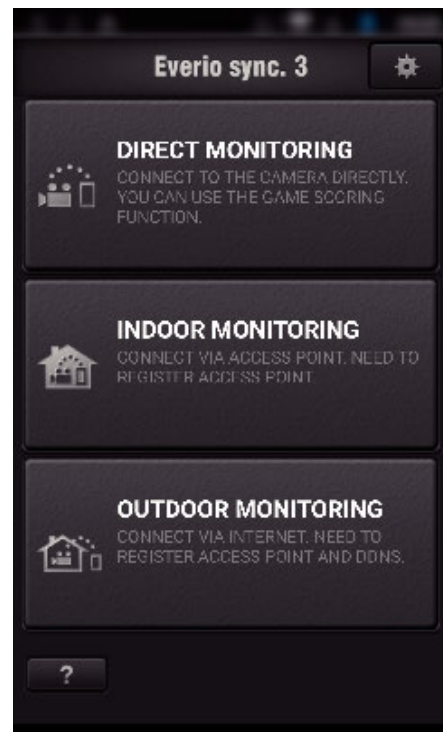 Everio sync. 3
DIRECT MONITORING
CONNECT TO THE CAMERA DIRECTLY.
YOU CAN USE THE GAME SCORING
FUNCTION.
INDOOR MONITORING
CONNECT VIA ACCESS POINT. NEED TO
REGISTER ACCESS POINT
OUTDOOR MONITORING
CONNECT VIA INTERNET. NEED TO
REGISTER ACCESS POINT AND DDNS.
?